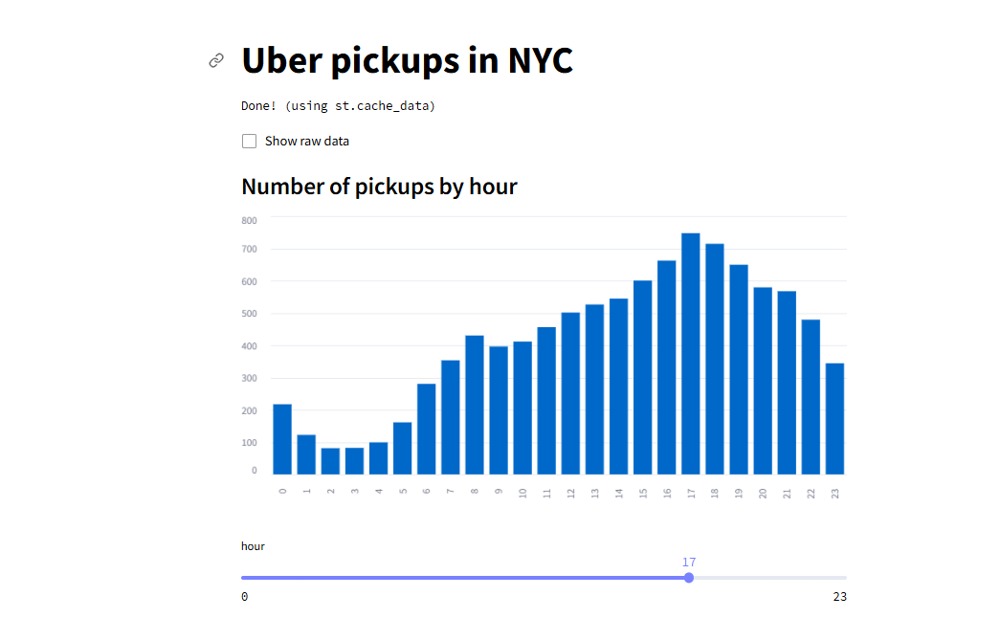 Uber pickups in NYC
Done! (using st.cache_data)
Show raw data
Number of pickups by hour
800
700
600
500
400
300
200
100
0
0 1 2 3 4 5 6 7 8 9 10 11 12 13 14 15 16 17 18 19 20 21 22 23
hour
17
0 23